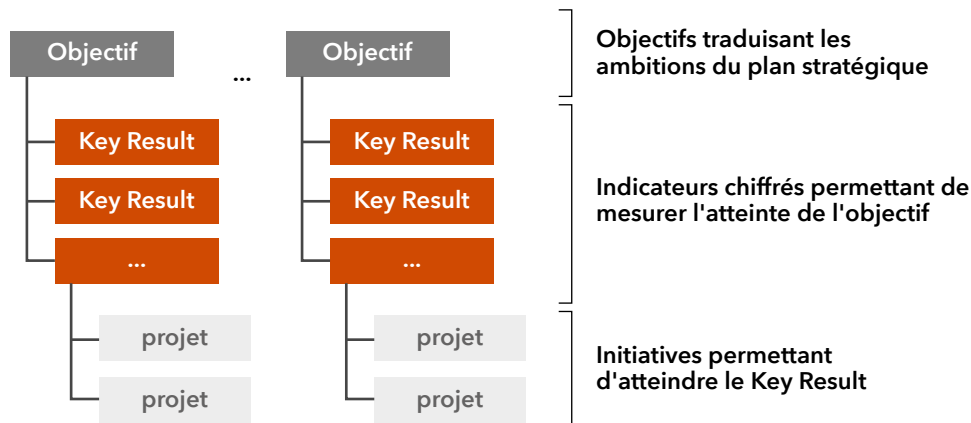 Objectif
...
Objectif
Objectifs traduisant les
ambitions du plan stratégique
Key Result
Key Result
Key Result
Key Result
Indicateurs chiffrés permettant de
mesurer l'atteinte de l'objectif
...
...
projet
projet
Initiatives permettant
d'atteindre le Key Result
projet
projet